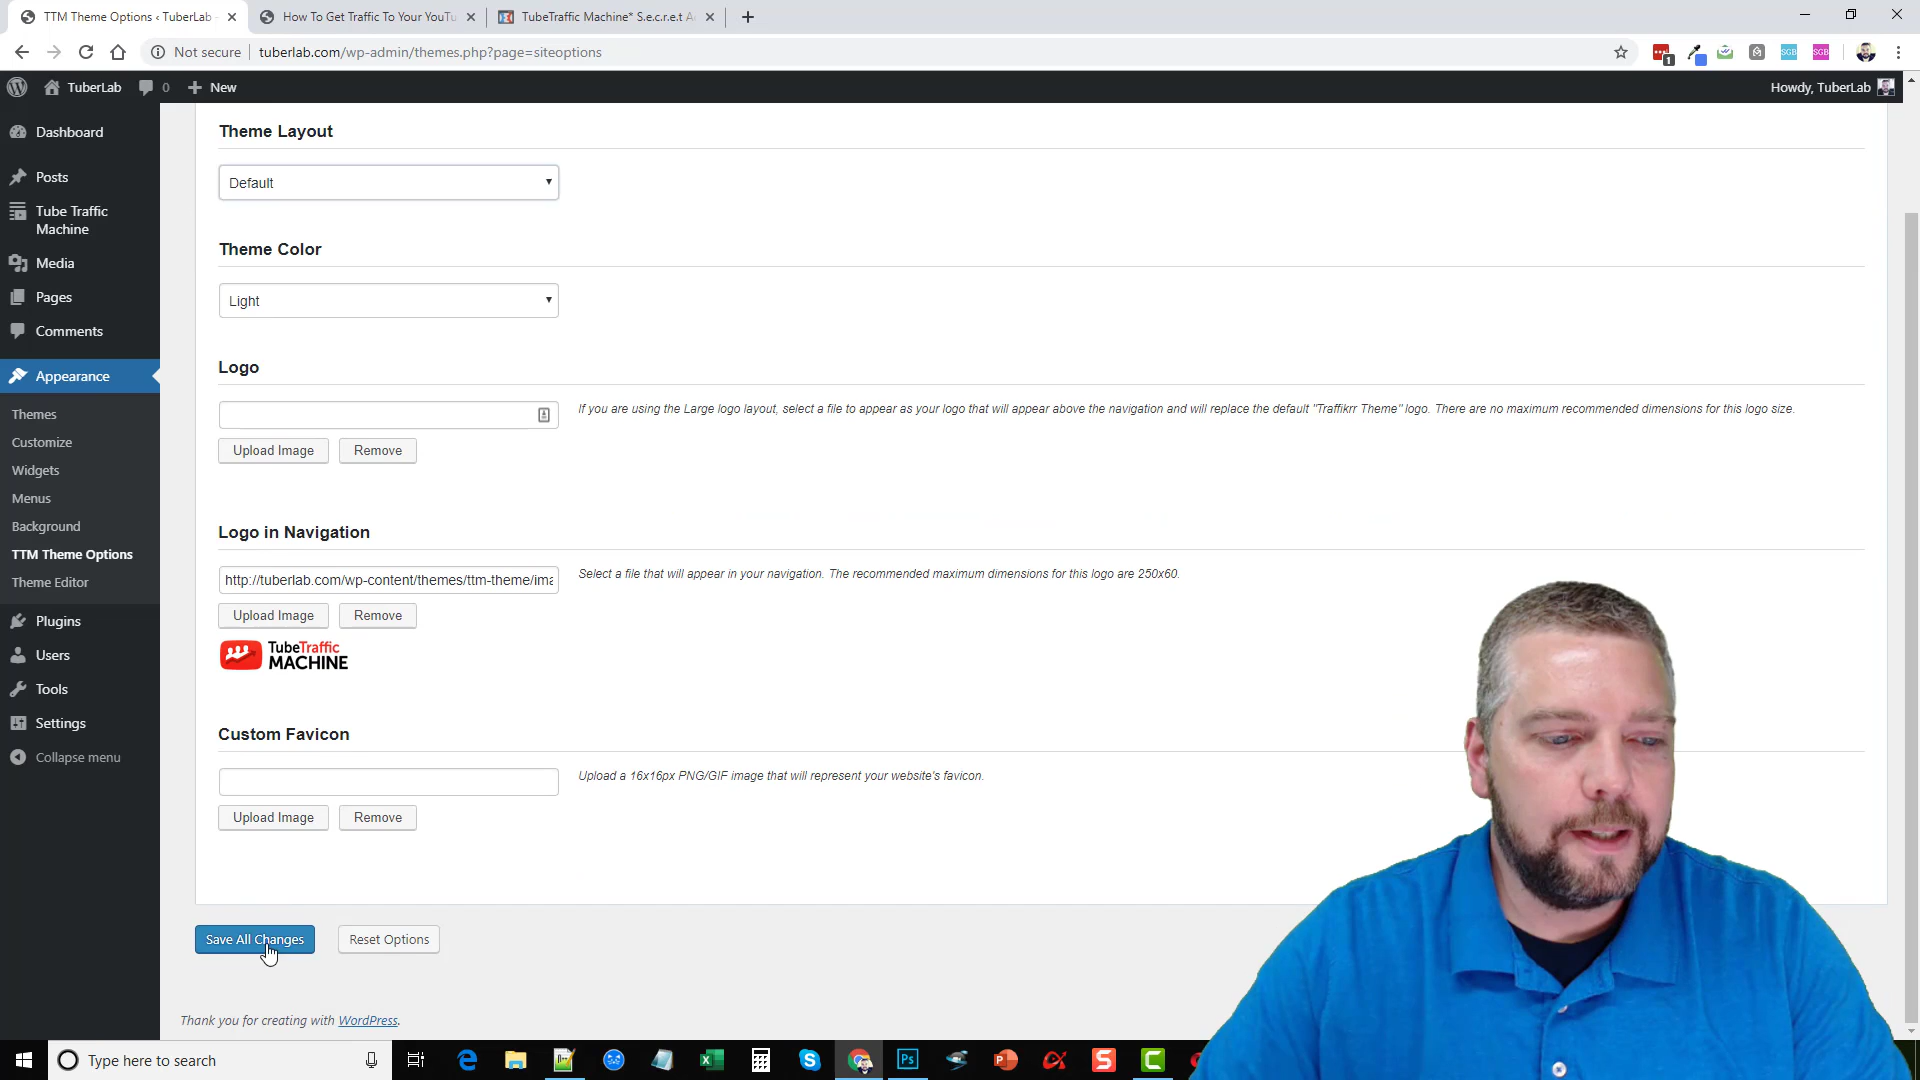 TTM Theme Options ‹ TuberLab
How To Get Traffic To Your YouTu
TubeTraffic Machine* S.e.c.r.e.t A
Not secure
tuberlab.com/wp-admin/themes.php?page=siteoptions
1
SGB
SGB
TuberLab
0
New
Howdy, TuberLab
Dashboard
Posts
Tube Traffic
Machine
Media
Pages
Comments
Appearance
Themes
Customize
Widgets
Menus
Background
TTM Theme Options
Theme Editor
Plugins
Users
Tools
Settings
Collapse menu
Theme Layout
Default
Theme Color
Light
Logo
If you are using the Large logo layout, select a file to appear as your logo that will appear above the navigation and will replace the default "Traffikrr Theme" logo. There are no maximum recommended dimensions for this logo size.
Upload Image
Remove
Logo in Navigation
http://tuberlab.com/wp-content/themes/ttm-theme/ima
Select a file that will appear in your navigation. The recommended maximum dimensions for this logo are 250x60.
Upload Image
Remove
TubeTraffic
MACHINE
Custom Favicon
Upload a 16x16px PNG/GIF image that will represent your website's favicon.
Upload Image
Remove
Save All Changes
Reset Options
Thank you for creating with WordPress.
Type here to search
Ps